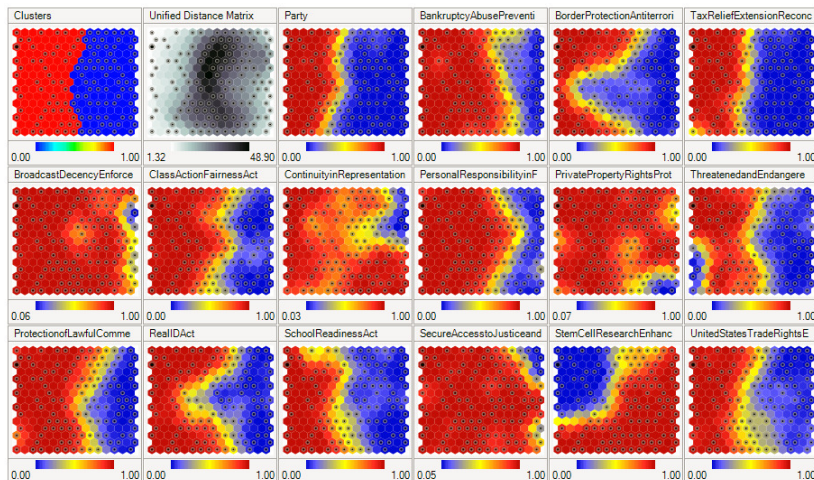 Clusters Unified Distance Matrix Party BankruptcyAbusePreventi BorderProtectionAntiterrori TaxReliefExtensionReconc
0.00 1.00 1.32 48.90 0.00 1.00 0.00 1.00 0.00 1.00 0.00 1.00
BroadcastDecencyEnforce ClassActionFairnessAct ContinuityinRepresentation PersonalResponsibilityinF PrivatePropertyRightsProt ThreatenedandEndangere
0.06 1.00 0.00 1.00 0.03 1.00 0.00 1.00 0.07 1.00 0.00 1.00
ProtectionofLawfulComme RealIDAct SchoolReadinessAct SecureAccesstoJusticeand StemCellResearchEnhanc UnitedStatesTradeRightsE
0.00 1.00 0.00 1.00 0.00 1.00 0.05 1.00 0.00 1.00 0.00 1.00